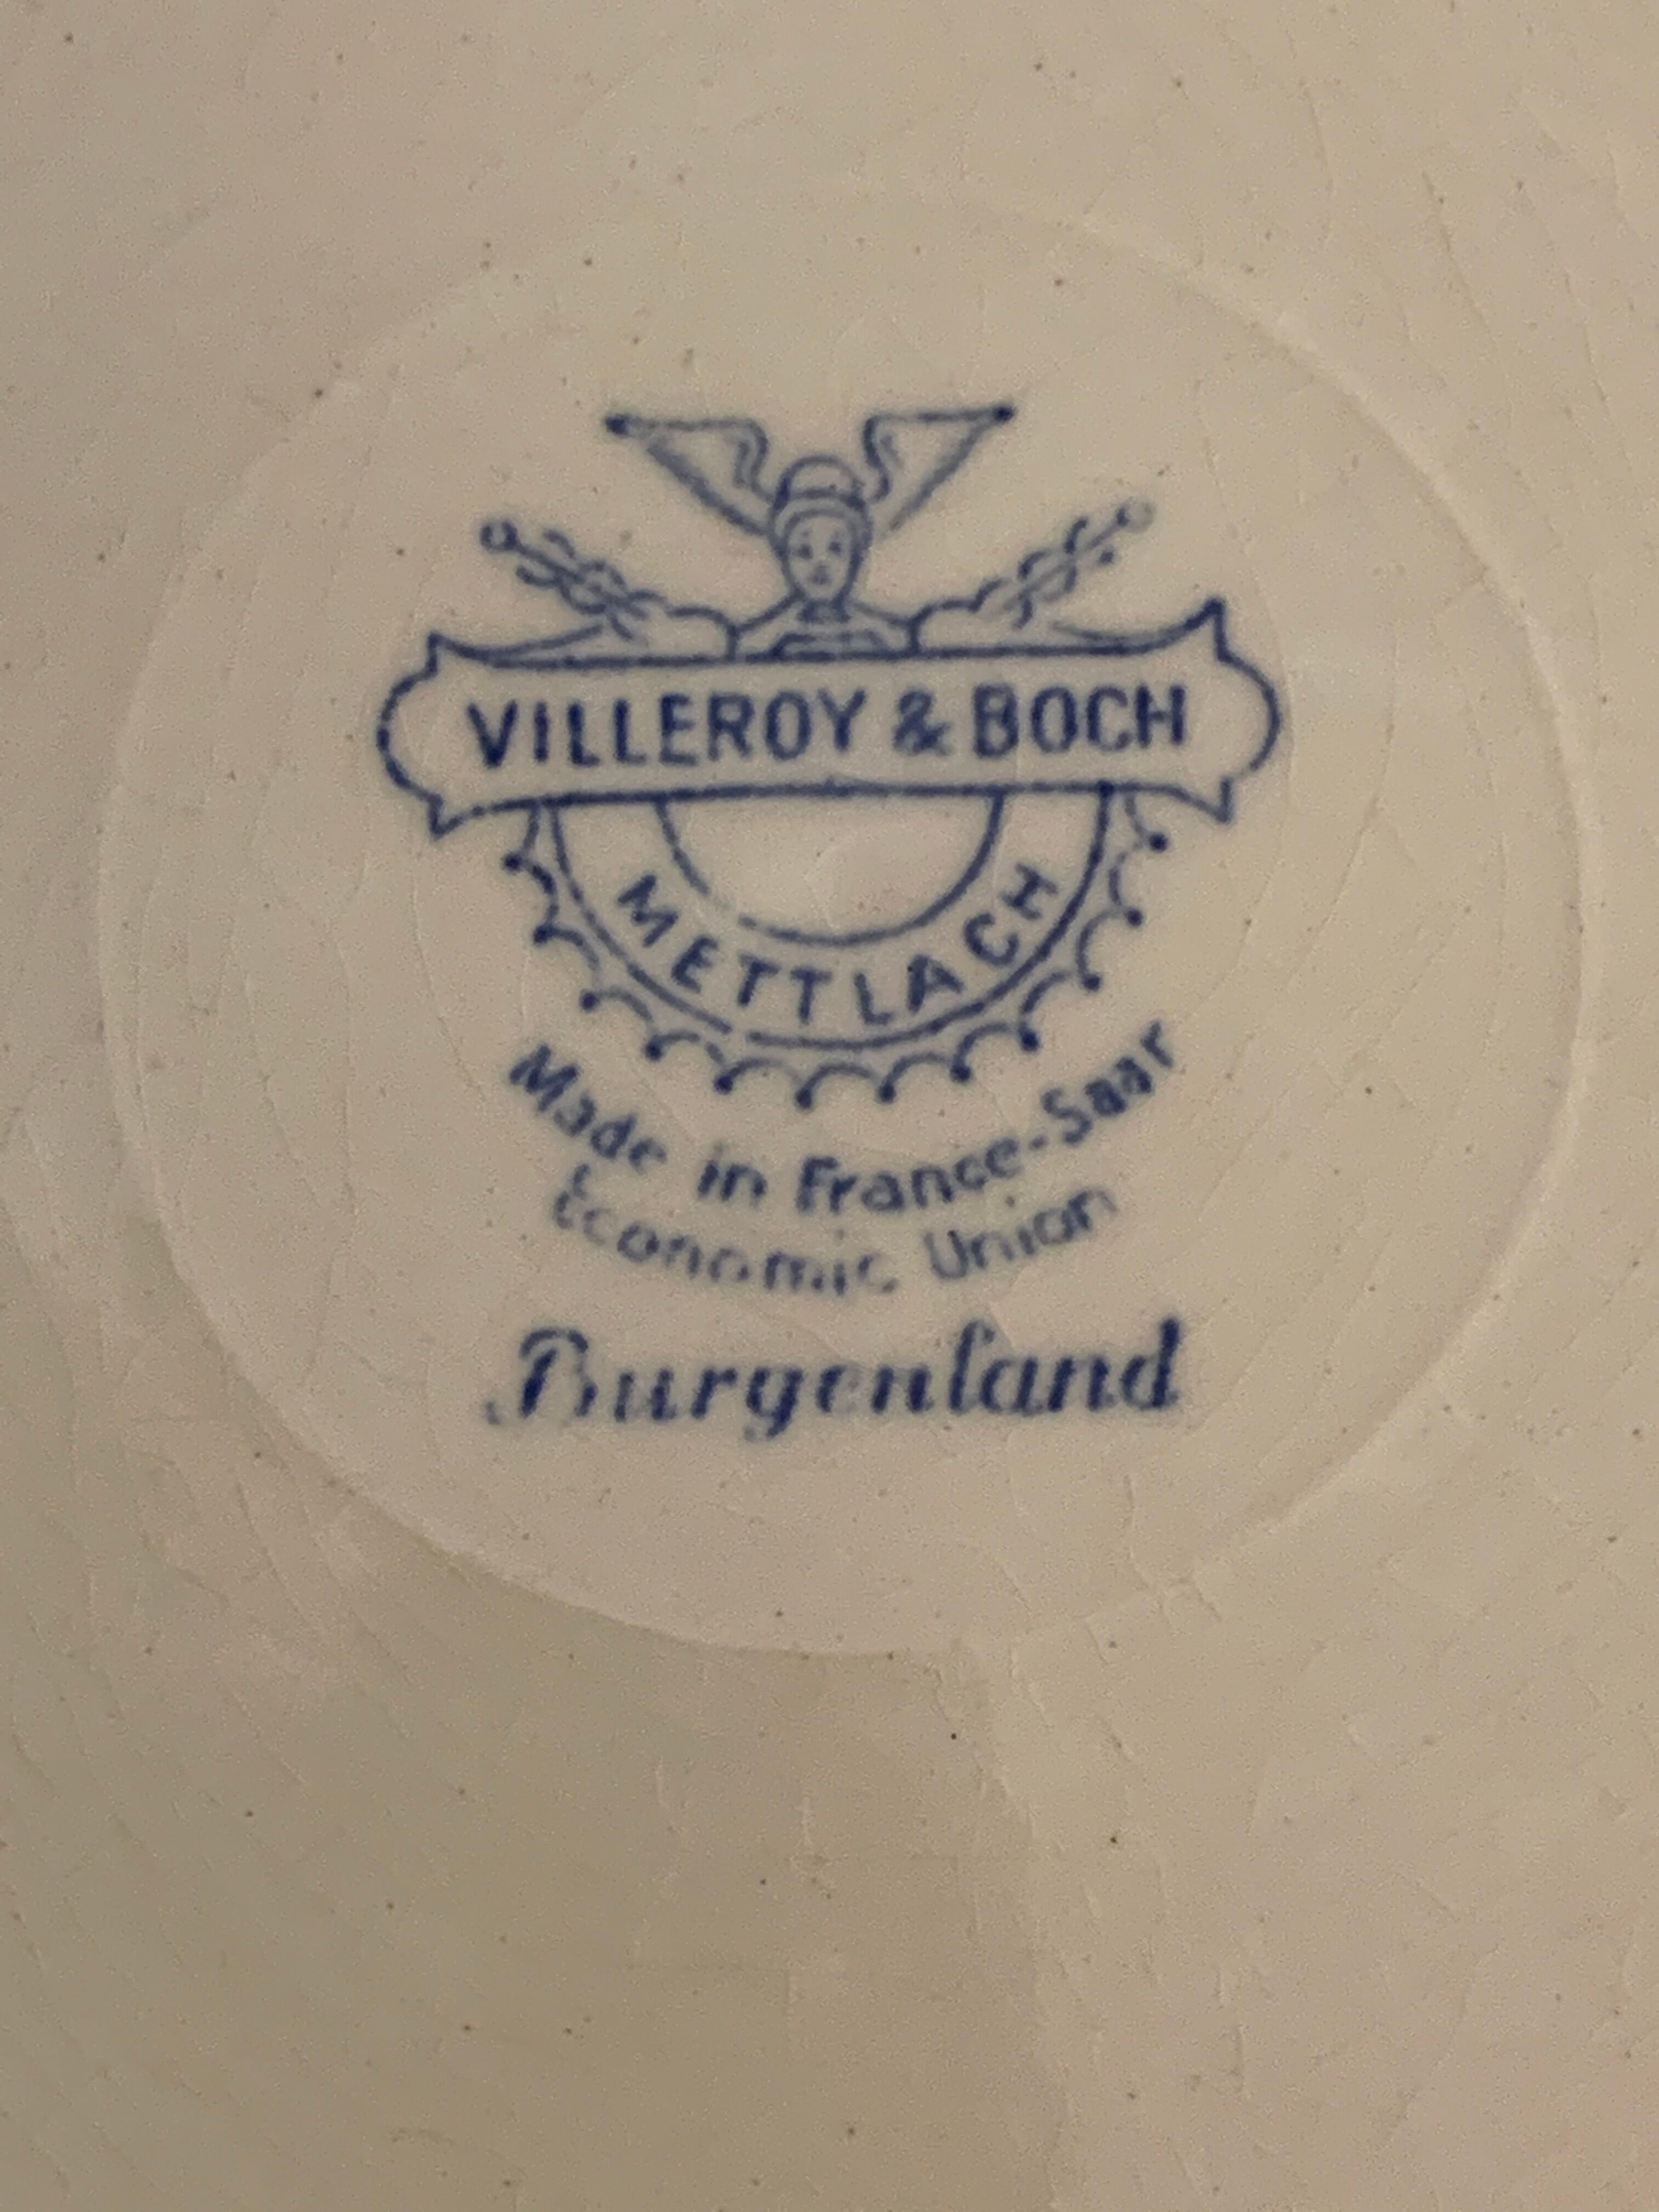 VILLEROY & BOCH
METTLACH
Made in France-Saar
Economic Union
Burgenland